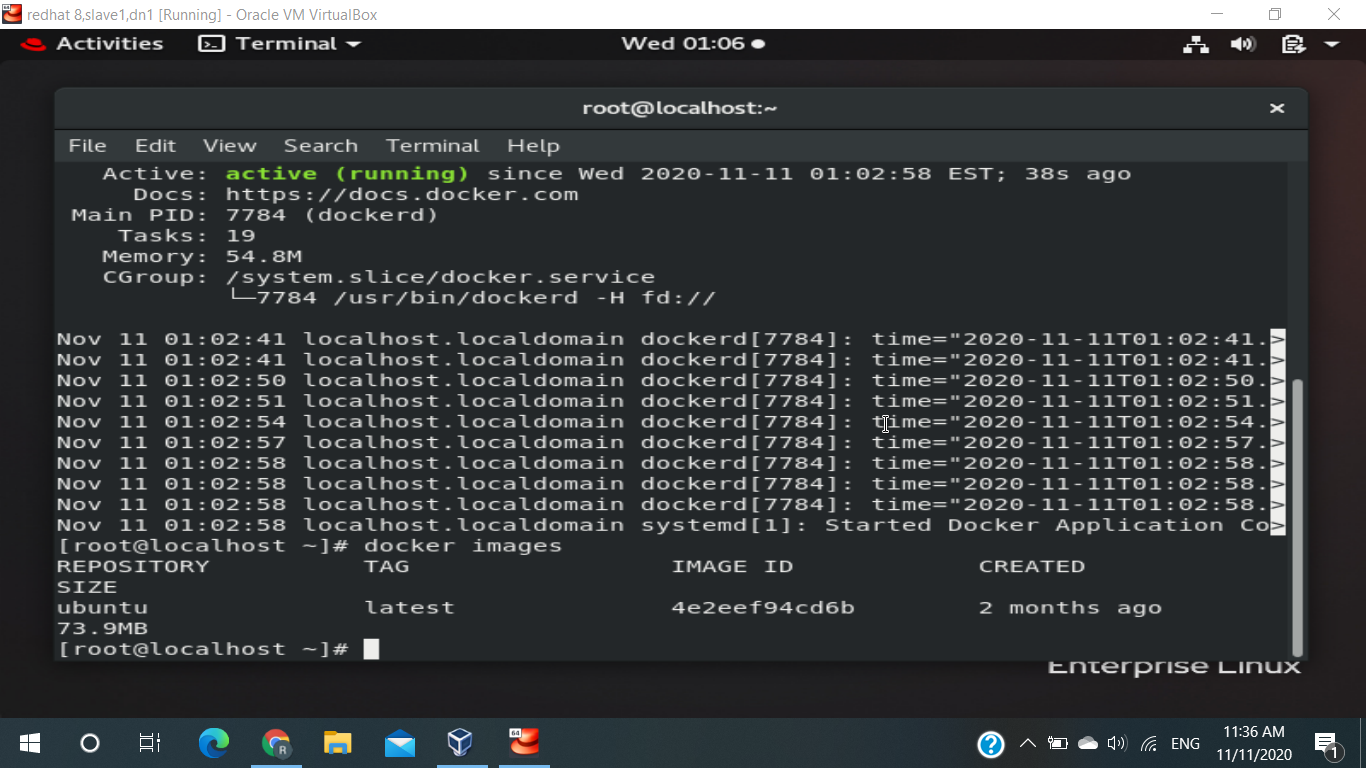 redhat 8,slave1,dn1 [Running] - Oracle VM VirtualBox
Activities Terminal Wed 01:06
root@localhost:~
File Edit View Search Terminal Help
Active: active (running) since Wed 2020-11-11 01:02:58 EST; 38s ago
Docs: https://docs.docker.com
Main PID: 7784 (dockerd)
Tasks: 19
Memory: 54.8M
CGroup: /system.slice/docker.service
└─7784 /usr/bin/dockerd -H fd://
Nov 11 01:02:41 localhost.localdomain dockerd[7784]: time="2020-11-11T01:02:41.>
Nov 11 01:02:41 localhost.localdomain dockerd[7784]: time="2020-11-11T01:02:41.>
Nov 11 01:02:50 localhost.localdomain dockerd[7784]: time="2020-11-11T01:02:50.>
Nov 11 01:02:51 localhost.localdomain dockerd[7784]: time="2020-11-11T01:02:51.>
Nov 11 01:02:54 localhost.localdomain dockerd[7784]: time="2020-11-11T01:02:54.>
Nov 11 01:02:57 localhost.localdomain dockerd[7784]: time="2020-11-11T01:02:57.>
Nov 11 01:02:58 localhost.localdomain dockerd[7784]: time="2020-11-11T01:02:58.>
Nov 11 01:02:58 localhost.localdomain dockerd[7784]: time="2020-11-11T01:02:58.>
Nov 11 01:02:58 localhost.localdomain dockerd[7784]: time="2020-11-11T01:02:58.>
Nov 11 01:02:58 localhost.localdomain systemd[1]: Started Docker Application Co>
[root@localhost ~]# docker images
REPOSITORY TAG IMAGE ID CREATED
SIZE
ubuntu latest 4e2eef94cd6b 2 months ago
73.9MB
[root@localhost ~]#
Enterprise Linux
64
R
64
?
ENG
11:36 AM
11/11/2020
1